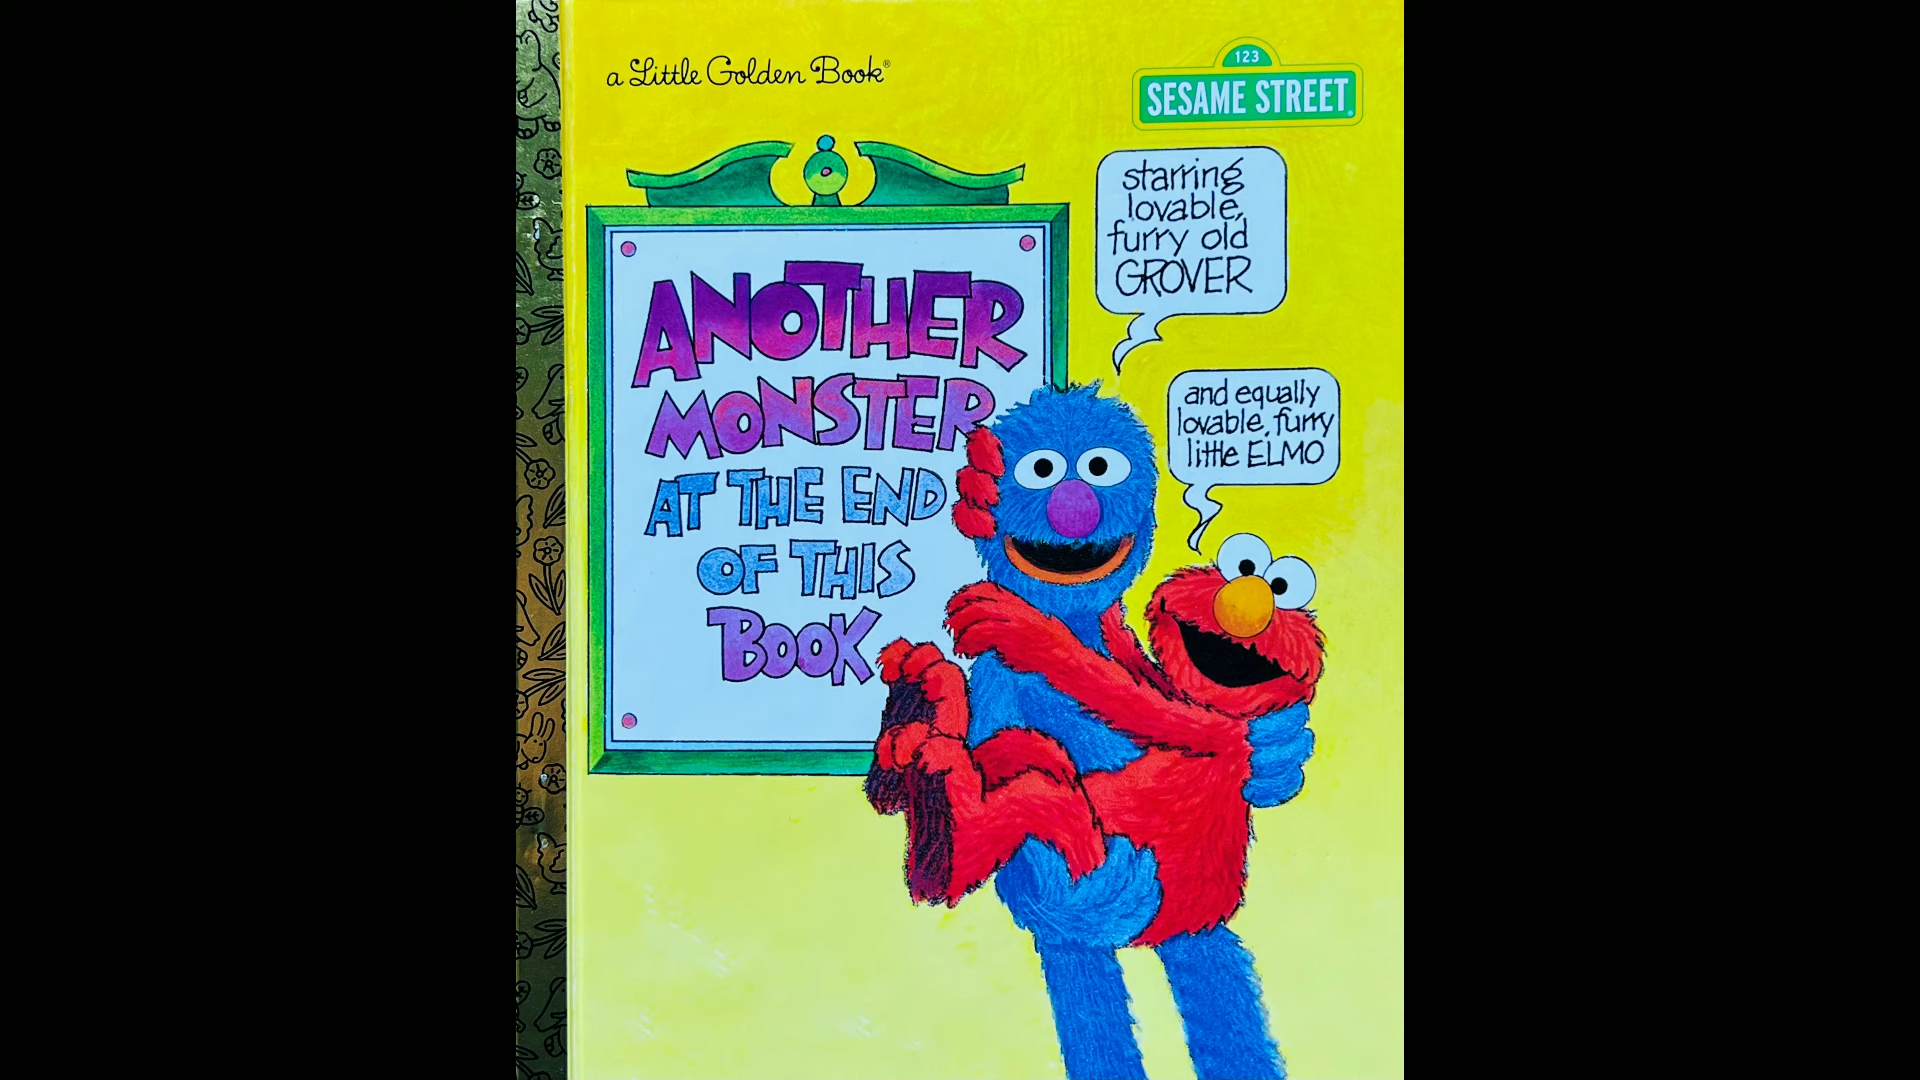 a Little Golden Book®
123
SESAME STREET®
starring
lovable,
furry old
GROVER
ANOTHER
MONSTER
AT THE END
OF THIS
BOOK
and equally
lovable, furry
little ELMO